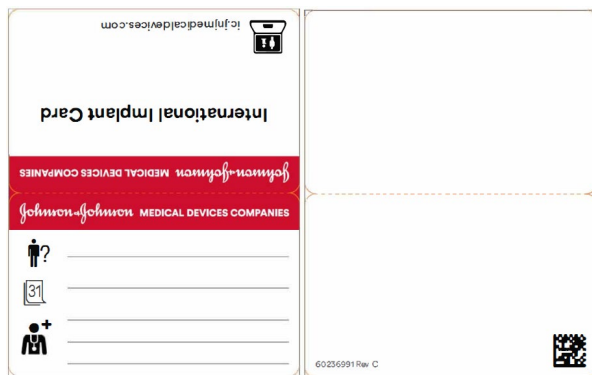 ic.jnjmedicaldevices.com
International Implant Card
Johnson & Johnson MEDICAL DEVICES COMPANIES
Johnson & Johnson MEDICAL DEVICES COMPANIES
?
31
60236991 Rev C